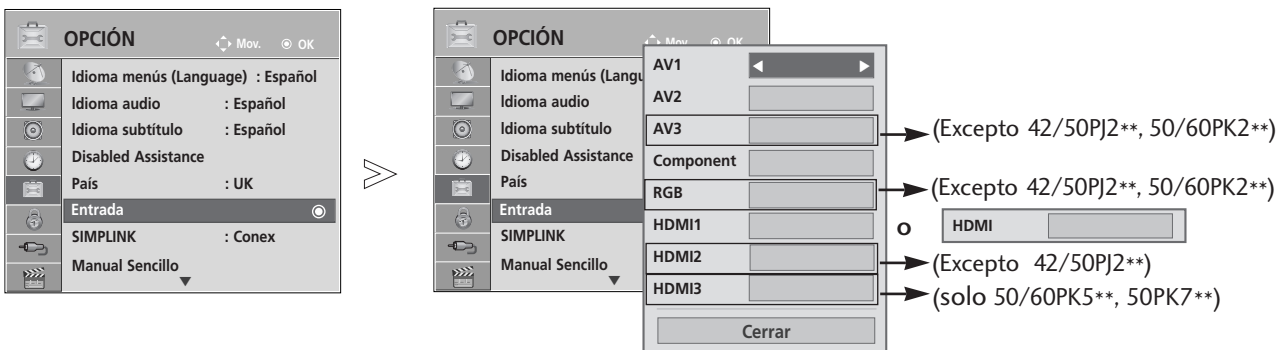 OPCIÓN
Mov. OK
Idioma menús (Language) : Español
Idioma audio : Español
Idioma subtítulo : Español
Disabled Assistance
País : UK
Entrada
SIMPLINK : Conex
Manual Sencillo
OPCIÓN
Mov. OK
Idioma menús (Langu
Idioma audio
Idioma subtítulo
Disabled Assistance
País
Entrada
SIMPLINK
Manual Sencillo
AV1
AV2
AV3
(Excepto 42/50PJ2**, 50/60PK2**)
Component
RGB
(Excepto 42/50PJ2**, 50/60PK2**)
HDMI1
o HDMI
HDMI2
(Excepto 42/50PJ2**)
HDMI3
(solo 50/60PK5**, 50PK7**)
Cerrar